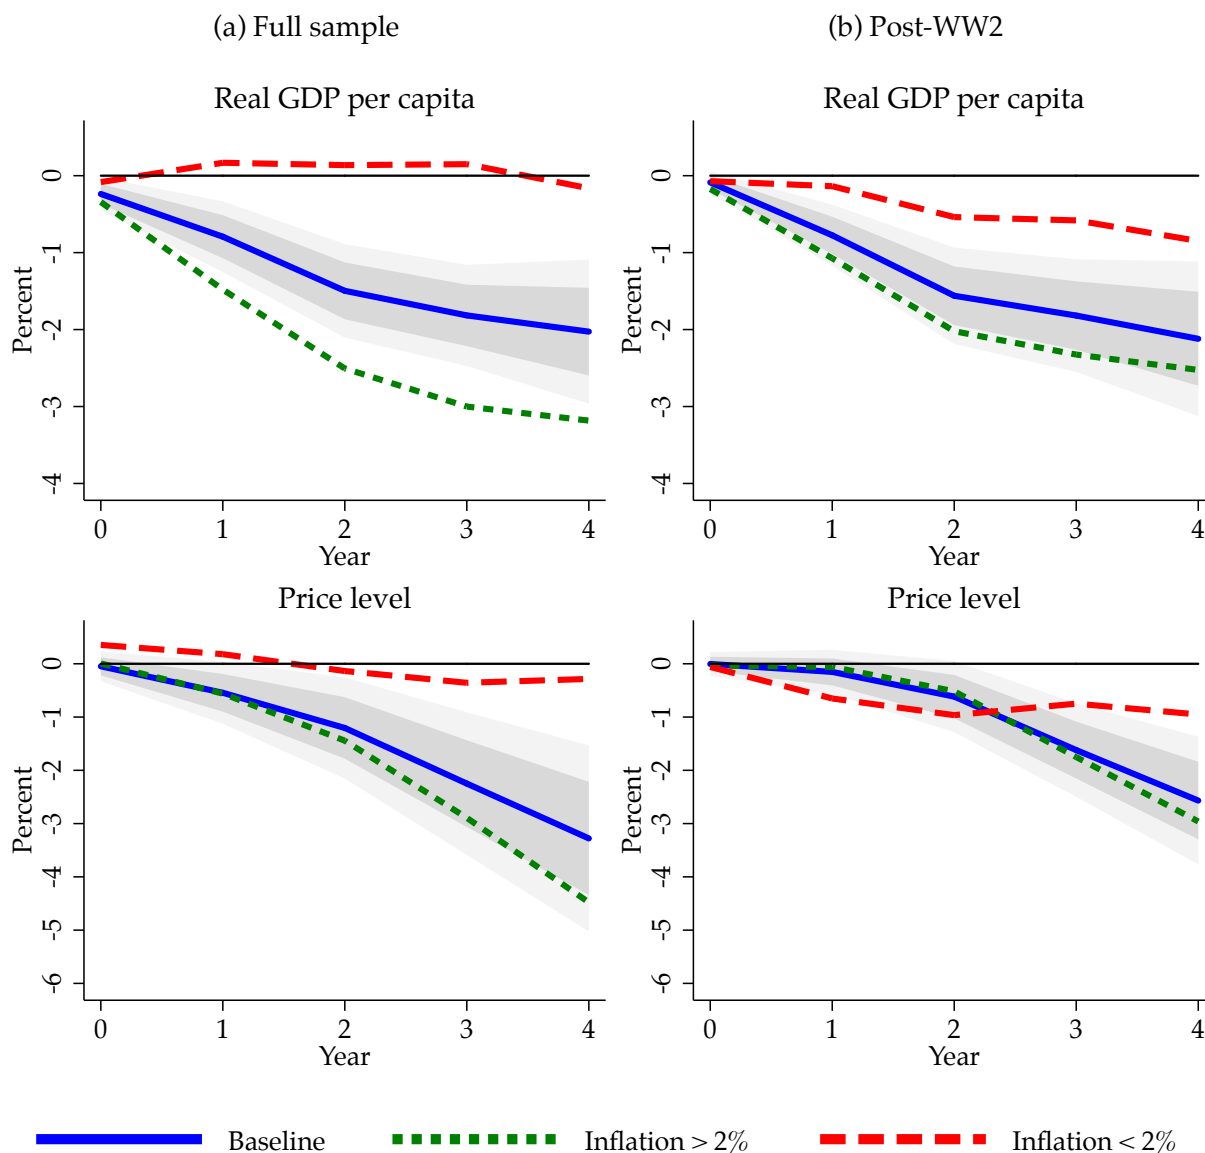 (a) Full sample
(b) Post-WW2
Real GDP per capita
Percent
0
-1
-2
-3
-4
0 1 2 3 4
Year
Real GDP per capita
Percent
0
-1
-2
-3
-4
0 1 2 3 4
Year
Price level
Percent
0
-1
-2
-3
-4
-5
-6
0 1 2 3 4
Year
Price level
Percent
0
-1
-2
-3
-4
-5
-6
0 1 2 3 4
Year
Baseline
Inflation > 2%
Inflation < 2%